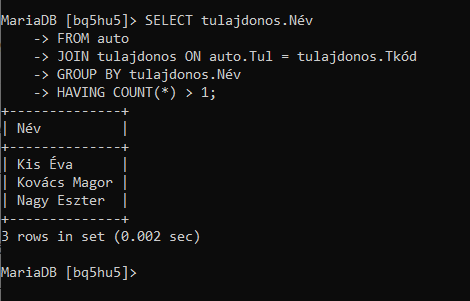 MariaDB [bq5hu5]> SELECT tulajdonos.Név
    -> FROM auto
    -> JOIN tulajdonos ON auto.Tul = tulajdonos.Tkód
    -> GROUP BY tulajdonos.Név
    -> HAVING COUNT(*) > 1;
+--------------+
| Név          |
+--------------+
| Kis Éva      |
| Kovács Magor |
| Nagy Eszter  |
+--------------+
3 rows in set (0.002 sec)

MariaDB [bq5hu5]>